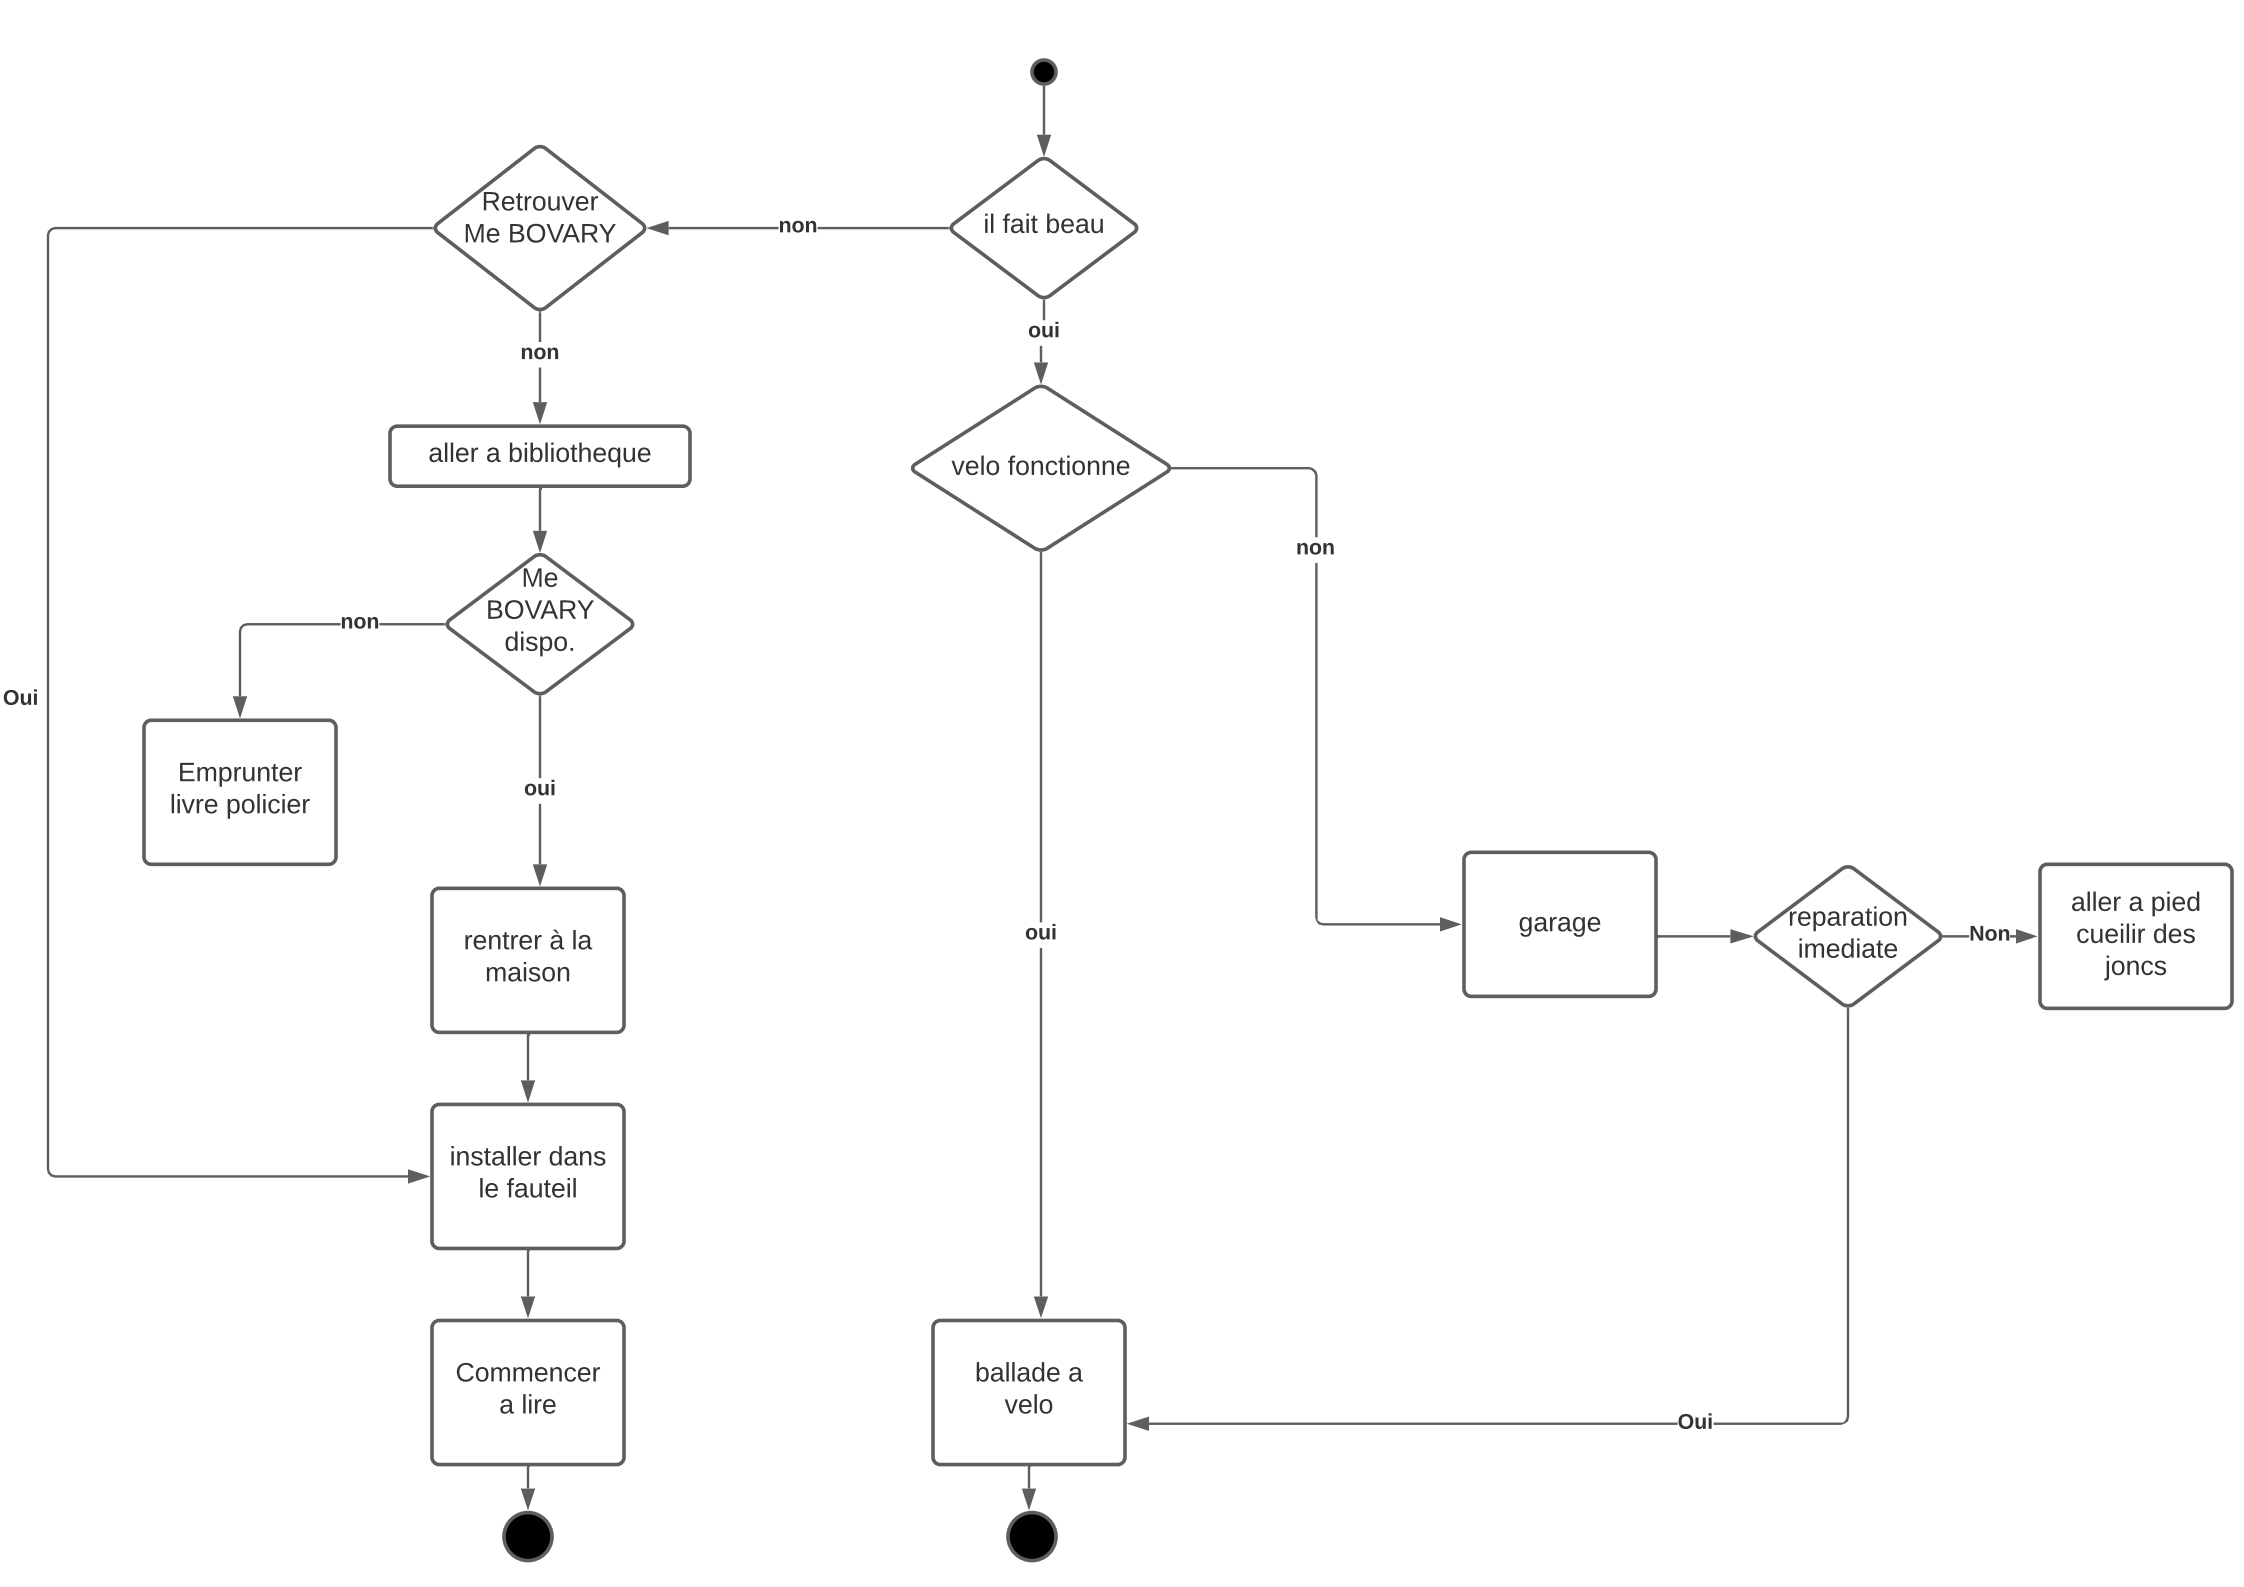 Retrouver
Me BOVARY
non
il fait beau
oui
non
aller a bibliotheque
velo fonctionne
non
Me
BOVARY
dispo.
non
Oui
Emprunter
livre policier
oui
rentrer à la
maison
oui
garage
reparation
imediate
Non
aller a pied
cueilir des
joncs
installer dans
le fauteil
Commencer
a lire
ballade a
velo
Oui